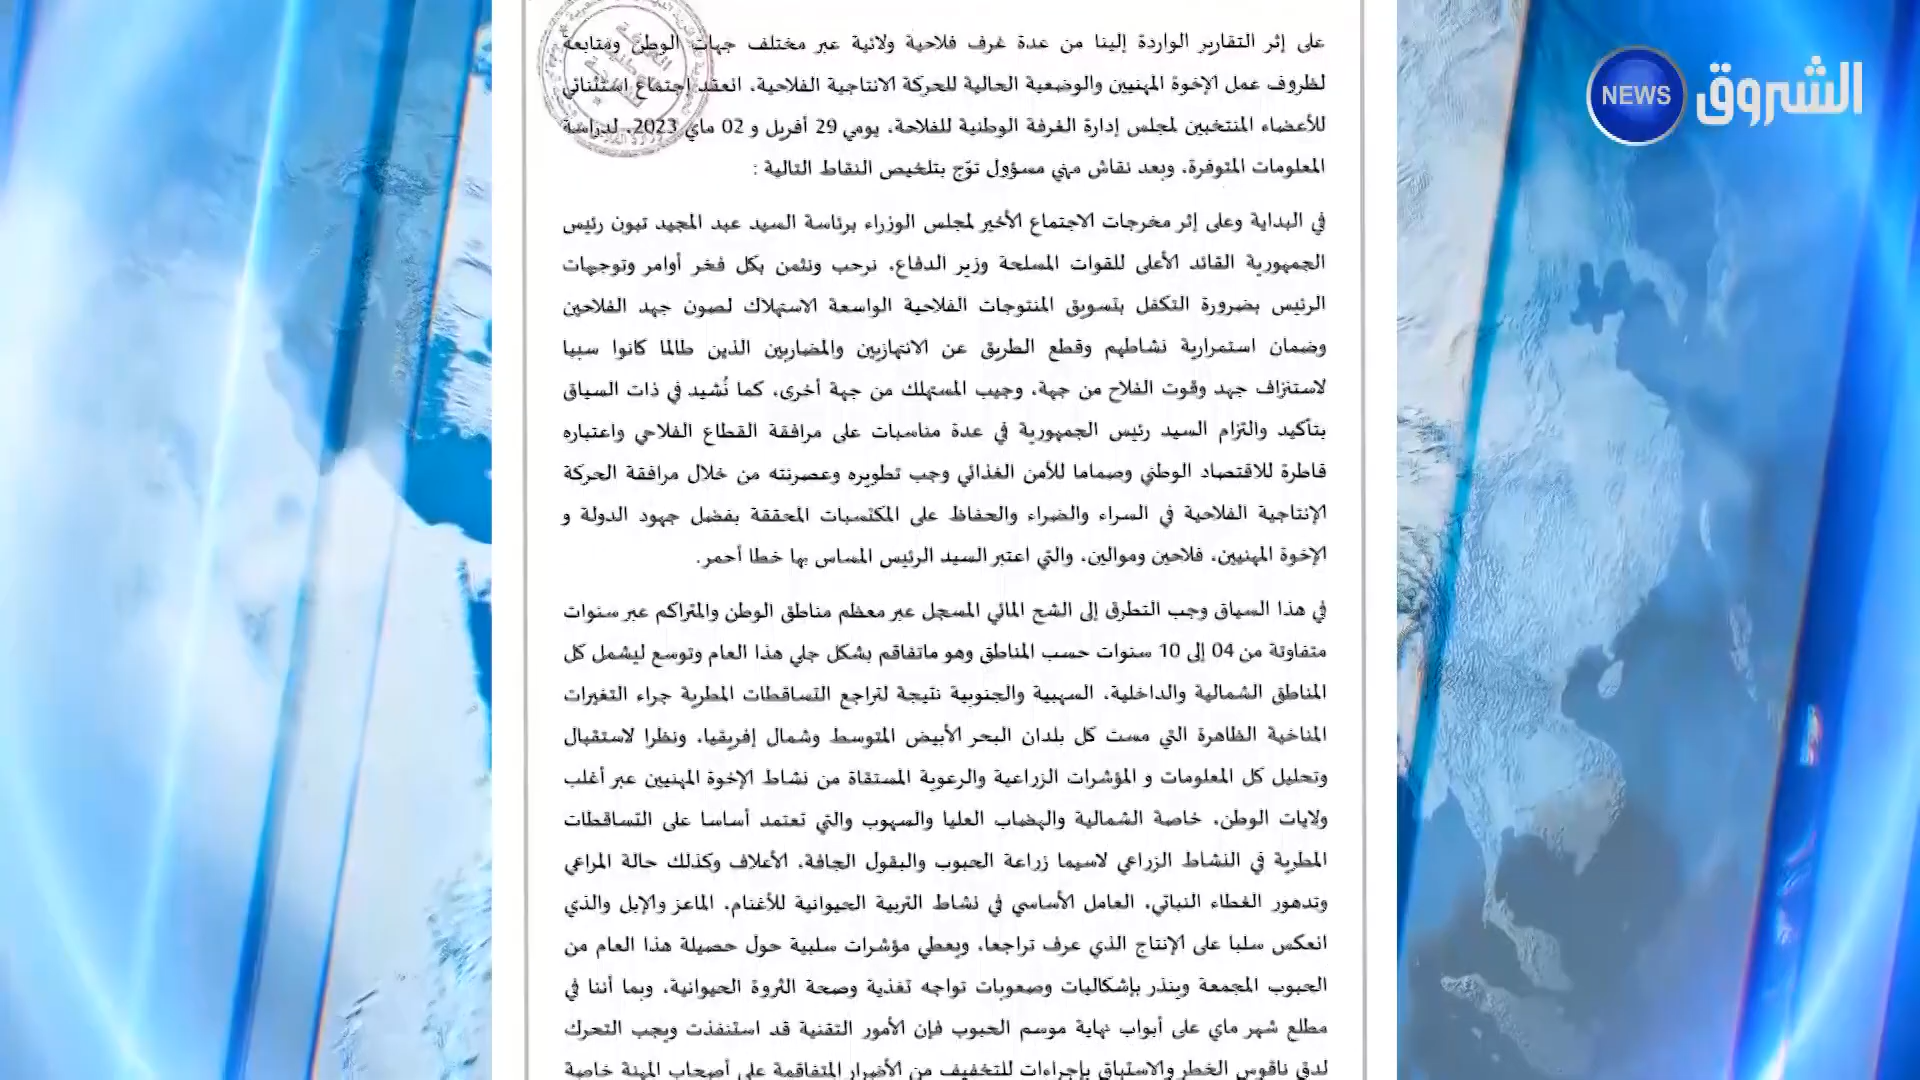 على إثر التقارير الواردة إلينا من عدة غرف فلاحية ولائية عبر مختلف جهات الوطن ومتابعة
لظروف عمل الإخوة المهنيين والوضعية الحالية للحركة الانتاجية الفلاحية، انعقد اجتماع استثنائي
للأعضاء المنتخبين لمجلس إدارة الغرفة الوطنية للفلاحة، يومي 29 أفريل و 02 ماي 2023، لدراسة
المعلومات المتوفرة، وبعد نقاش مهني مسؤول توّج بتلخيص النقاط التالية :
في البداية وعلى إثر مخرجات الاجتماع الأخير لمجلس الوزراء برئاسة السيد عبد المجيد تبون رئيس
الجمهورية القائد الأعلى للقوات المسلحة وزير الدفاع، نرحب ونثمن بكل فخر أوامر وتوجيهات
الرئيس بضرورة التكفل بتسويق المنتوجات الفلاحية الواسعة الاستهلاك لصون جهد الفلاحين
وضمان استمرارية نشاطهم وقطع الطريق عن الانتهازيين والمضاربين الذين طالما كانوا سببا
لاستنزاف جهد وقوت الفلاح من جهة، وجيب المستهلك من جهة أخرى، كما نُشيد في ذات السياق
بتأكيد والتزام السيد رئيس الجمهورية في عدة مناسبات على مرافقة القطاع الفلاحي واعتباره
قاطرة للاقتصاد الوطني وصماما للأمن الغذائي وجب تطويره وعصرنته من خلال مرافقة الحركة
الإنتاجية الفلاحية في السراء والضراء والحفاظ على المكتسبات المحققة بفضل جهود الدولة و
الإخوة المهنيين، فلاحين وموالين، والتي اعتبر السيد الرئيس المساس بها خطا أحمر.
في هذا السياق وجب التطرق إلى الشح المائي المسجل عبر معظم مناطق الوطن والمتراكم عبر سنوات
متفاوتة من 04 إلى 10 سنوات حسب المناطق وهو ماتفاقم بشكل جلي هذا العام وتوسع ليشمل كل
المناطق الشمالية والداخلية، السهبية والجنوبية نتيجة لتراجع التساقطات المطرية جراء التغيرات
المناخية الظاهرة التي مست كل بلدان البحر الأبيض المتوسط وشمال إفريقيا، ونظرا لاستقبال
وتحليل كل المعلومات و المؤشرات الزراعية والرعوية المستقاة من نشاط الإخوة المهنيين عبر أغلب
ولايات الوطن، خاصة الشمالية والهضاب العليا والسهوب والتي تعتمد أساسا على التساقطات
المطرية في النشاط الزراعي لاسيما زراعة الحبوب والبقول الجافة، الأعلاف وكذلك حالة المراعي
وتدهور الغطاء النباتي، العامل الأساسي في نشاط التربية الحيوانية للأغنام، الماعز والإبل والذي
انعكس سلبا على الإنتاج الذي عرف تراجعا، ويعطي مؤشرات سلبية حول حصيلة هذا العام من
الحبوب المجمعة وينذر بإشكاليات وصعوبات تواجه تغذية وصحة الثروة الحيوانية، وبما أننا في
مطلع شهر ماي على أبواب نهاية موسم الحبوب فإن الأمور التقنية قد استنفذت ويجب التحرك
لدق ناقوس الخطر والاستباق بإجراءات للتخفيف من الأضرار المتفاقمة على أصحاب المهنة خاصة
NEWS الشروق